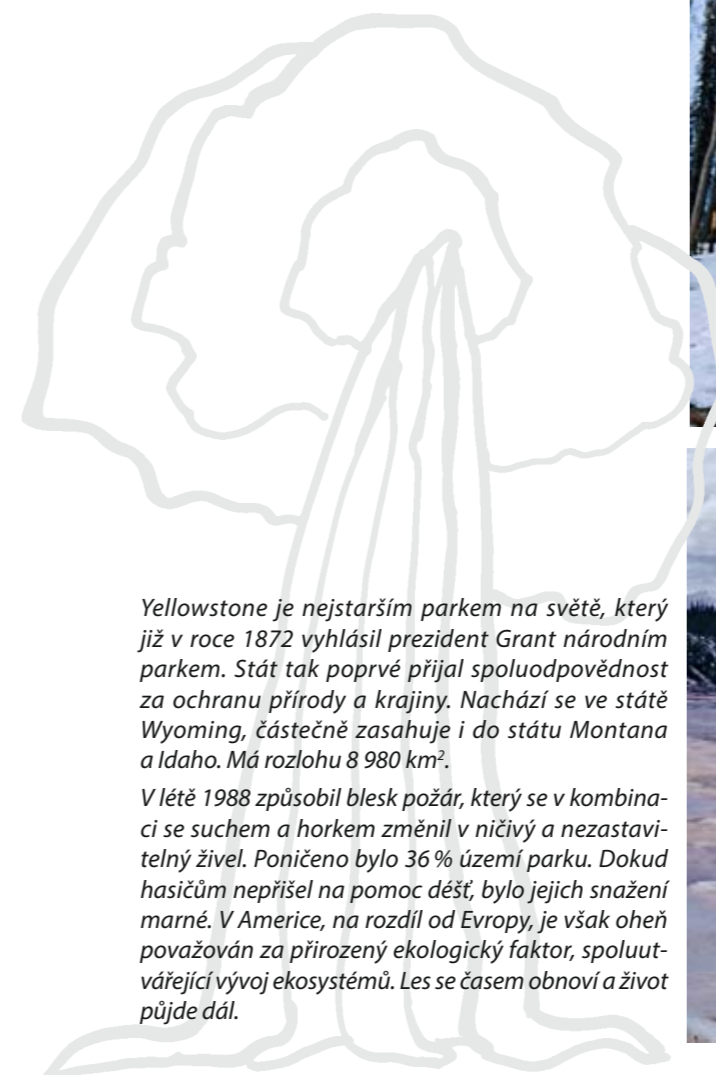 Yellowstone je nejstarším parkem na světě, který
již v roce 1872 vyhlásil prezident Grant národním
parkem. Stát tak poprvé přijal spoluodpovědnost
za ochranu přírody a krajiny. Nachází se ve státě
Wyoming, částečně zasahuje i do státu Montana
a Idaho. Má rozlohu 8 980 km².
V létě 1988 způsobil blesk požár, který se v kombina-
ci se suchem a horkem změnil v ničivý a nezastavi-
telný živel. Poničeno bylo 36 % území parku. Dokud
hasičům nepřišel na pomoc déšť, bylo jejich snažení
marné. V Americe, na rozdíl od Evropy, je však oheň
považován za přirozený ekologický faktor, spoluut-
vářející vývoj ekosystémů. Les se časem obnoví a život
půjde dál.